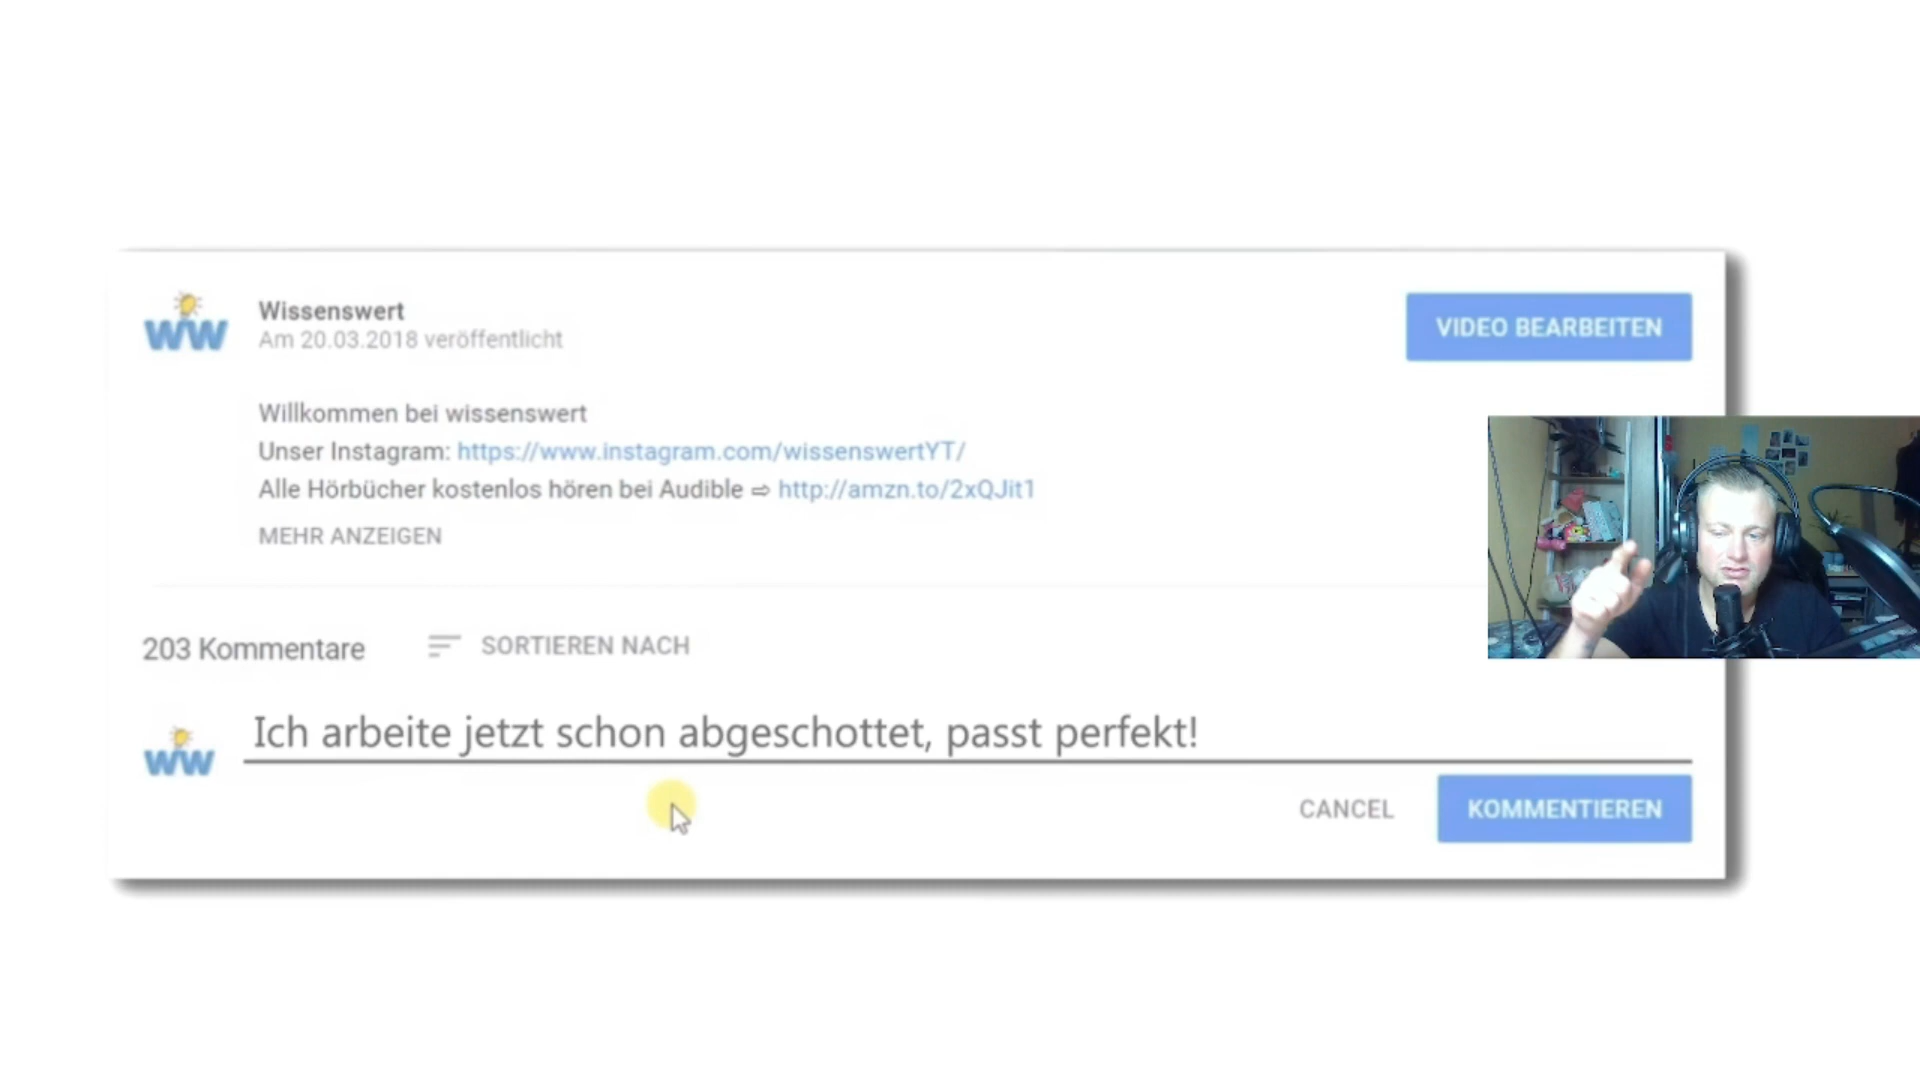 WW
Wissenswert
Am 20.03.2018 veröffentlicht
VIDEO BEARBEITEN
Willkommen bei wissenswert
Unser Instagram: https://www.instagram.com/wissenswertYT/
Alle Hörbücher kostenlos hören bei Audible ⇨ http://amzn.to/2xQJit1
MEHR ANZEIGEN
203 Kommentare SORTIEREN NACH
WW
Ich arbeite jetzt schon abgeschottet, passt perfekt!
CANCEL KOMMENTIEREN